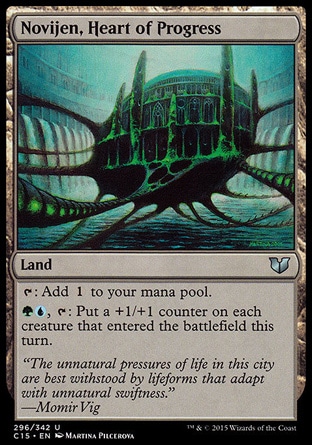 Novijen, Heart of Progress
Land
: Add 1 to your mana pool.
, : Put a +1/+1 counter on each
creature that entered the battlefield this
turn.
"The unnatural pressures of life in this city
are best withstood by lifeforms that adapt
with unnatural swiftness."
—Momir Vig
296/342 U
C15 • EN Martina Pilcerova
™ & © 2015 Wizards of the Coast